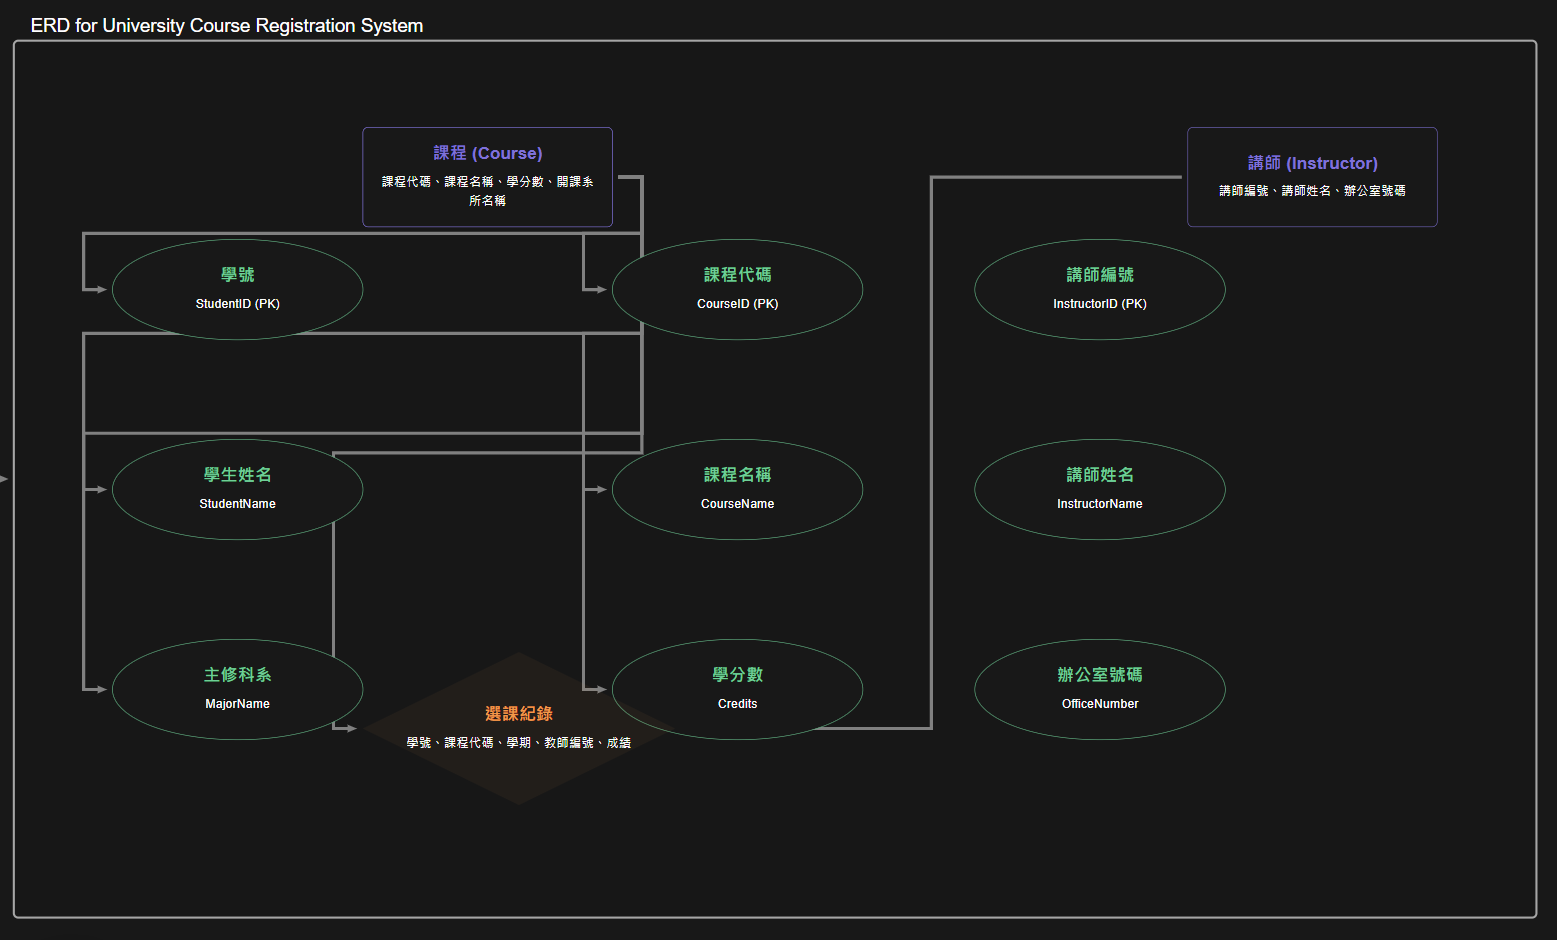 ERD for University Course Registration System
課程 (Course)
課程代碼、課程名稱、學分數、開課系
所名稱
講師 (Instructor)
講師編號、講師姓名、辦公室號碼
學號
StudentID (PK)
課程代碼
CourseID (PK)
講師編號
InstructorID (PK)
學生姓名
StudentName
課程名稱
CourseName
講師姓名
InstructorName
主修科系
MajorName
選課紀錄
學號、課程代碼、學期、教師編號、成績
學分數
Credits
辦公室號碼
OfficeNumber